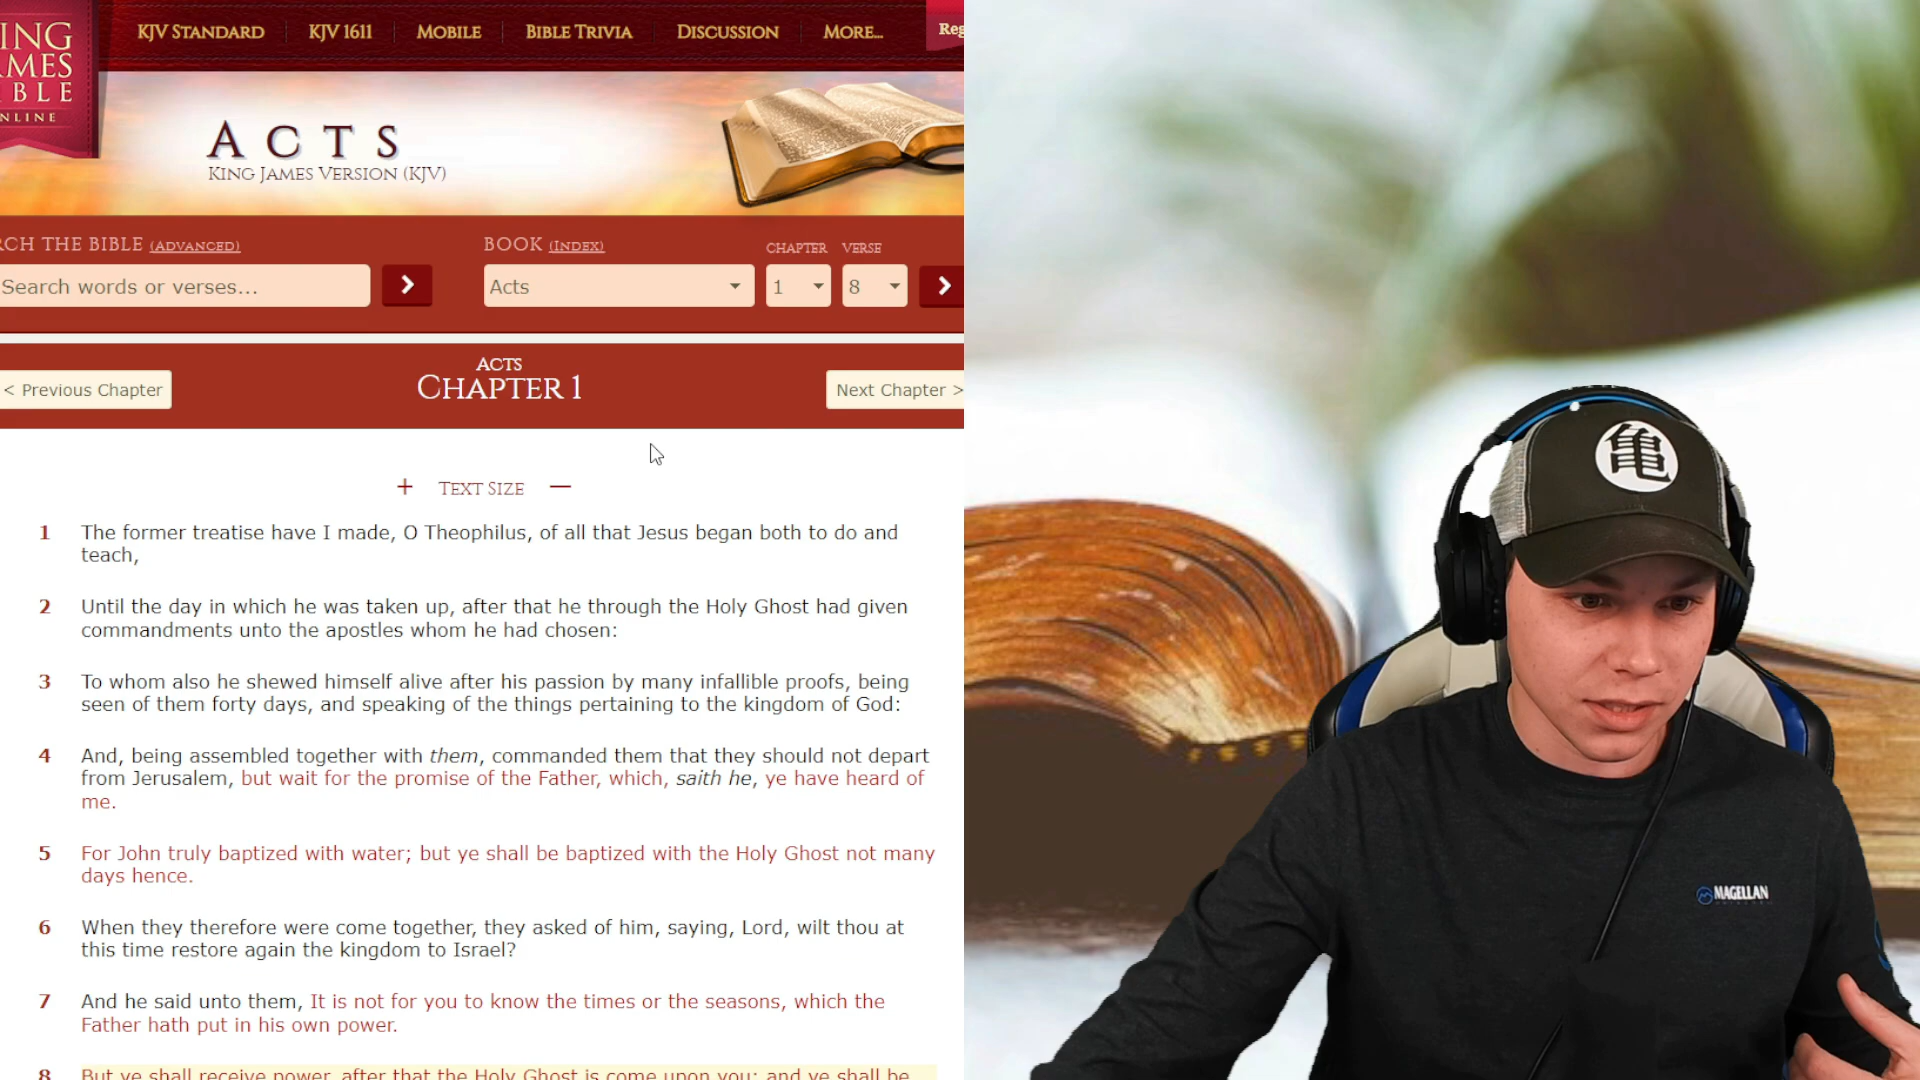 KJV STANDARD KJV 1611 MOBILE BIBLE TRIVIA DISCUSSION MORE... Reg
ING
AMES
BLE
NLINE
ACTS
KING JAMES VERSION (KJV)
RCH THE BIBLE (ADVANCED) BOOK (INDEX) CHAPTER VERSE
Search words or verses... Acts 1 8
ACTS
< Previous Chapter CHAPTER 1 Next Chapter >
+ TEXT SIZE —
1 The former treatise have I made, O Theophilus, of all that Jesus began both to do and
teach,
2 Until the day in which he was taken up, after that he through the Holy Ghost had given
commandments unto the apostles whom he had chosen:
3 To whom also he shewed himself alive after his passion by many infallible proofs, being
seen of them forty days, and speaking of the things pertaining to the kingdom of God:
4 And, being assembled together with them, commanded them that they should not depart
from Jerusalem, but wait for the promise of the Father, which, saith he, ye have heard of
me.
5 For John truly baptized with water; but ye shall be baptized with the Holy Ghost not many
days hence.
6 When they therefore were come together, they asked of him, saying, Lord, wilt thou at
this time restore again the kingdom to Israel?
7 And he said unto them, It is not for you to know the times or the seasons, which the
Father hath put in his own power.
8 But ye shall receive power, after that the Holy Ghost is come upon you: and ye shall be
亀
MAGELLAN